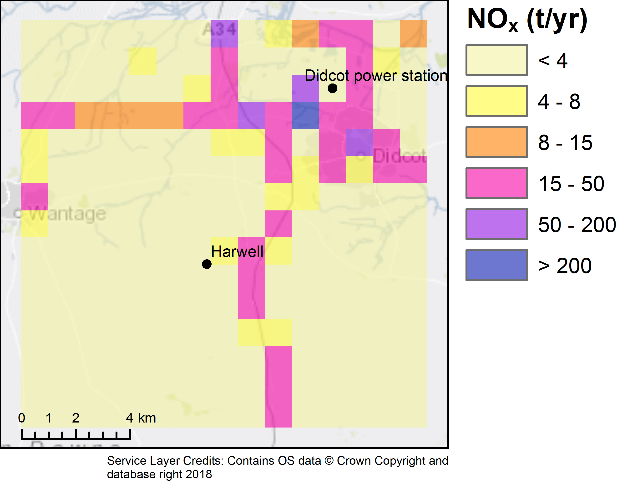 NOx (t/yr)
< 4
4 - 8
8 - 15
15 - 50
50 - 200
> 200
A34
Didcot power station
Didcot
Wantage
Harwell
0 1 2 4 km
Service Layer Credits: Contains OS data © Crown Copyright and
database right 2018